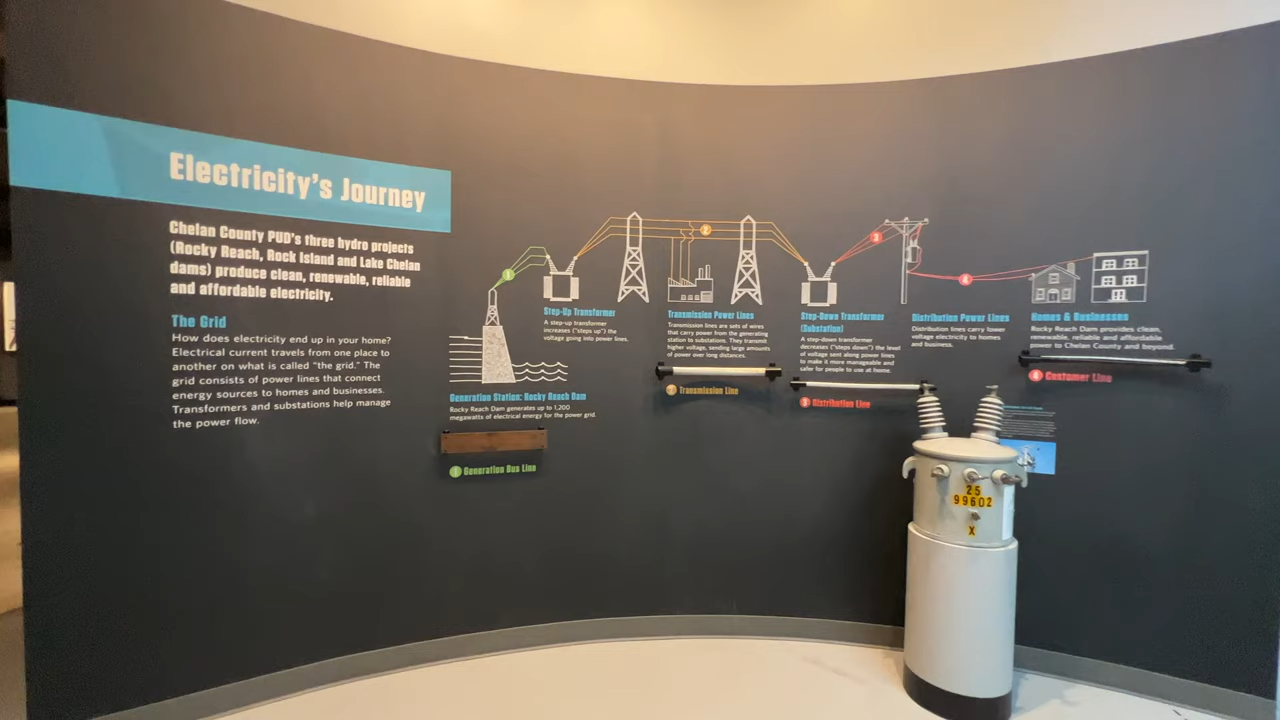 Electricity's Journey
Chelan County PUD's three hydro projects
(Rocky Reach, Rock Island and Lake Chelan
dams) produce clean, renewable, reliable
and affordable electricity.
The Grid
How does electricity end up in your home?
Electrical current travels from one place to
another on what is called "the grid." The
grid consists of power lines that connect
energy sources to homes and businesses.
Transformers and substations help manage
the power flow.
1
Generation Station: Rocky Reach Dam
Rocky Reach Dam generates up to 1,200
megawatts of electrical energy for the power grid.
1 Generation Bus Line
Step-Up Transformer
A step-up transformer
increases ("steps up") the
voltage going into power lines.
2
Transmission Power Lines
Transmission lines are sets of wires
that carry power from the generating
station to substations. They transmit
higher voltage, sending large amounts
of power over long distances.
2 Transmission Line
3
Step-Down Transformer
(Substation)
A step-down transformer
decreases ("steps down") the level
of voltage sent along power lines
to make it more manageable and
safer for people to use at home.
3 Distribution Line
4
Distribution Power Lines
Distribution lines carry lower
voltage electricity to homes
and business.
Homes & Businesses
Rocky Reach Dam provides clean,
renewable, reliable and affordable
power to Chelan County and beyond.
4 Customer Line
25
99602
X